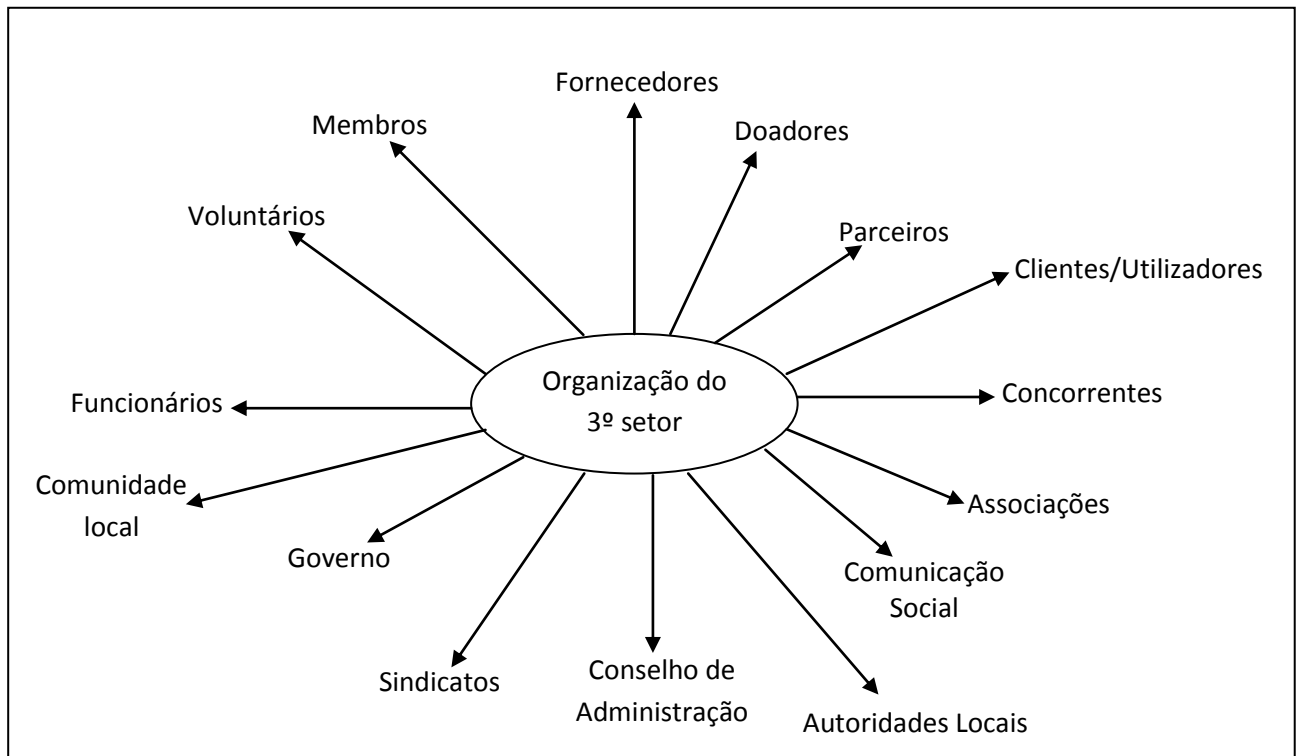 Fornecedores
Doadores
Membros
Voluntários
Parceiros
Clientes/Utilizadores
Organização do
3º setor
Concorrentes
Funcionários
Comunidade
local
Associações
Governo
Comunicação
Social
Sindicatos
Conselho de
Administração
Autoridades Locais